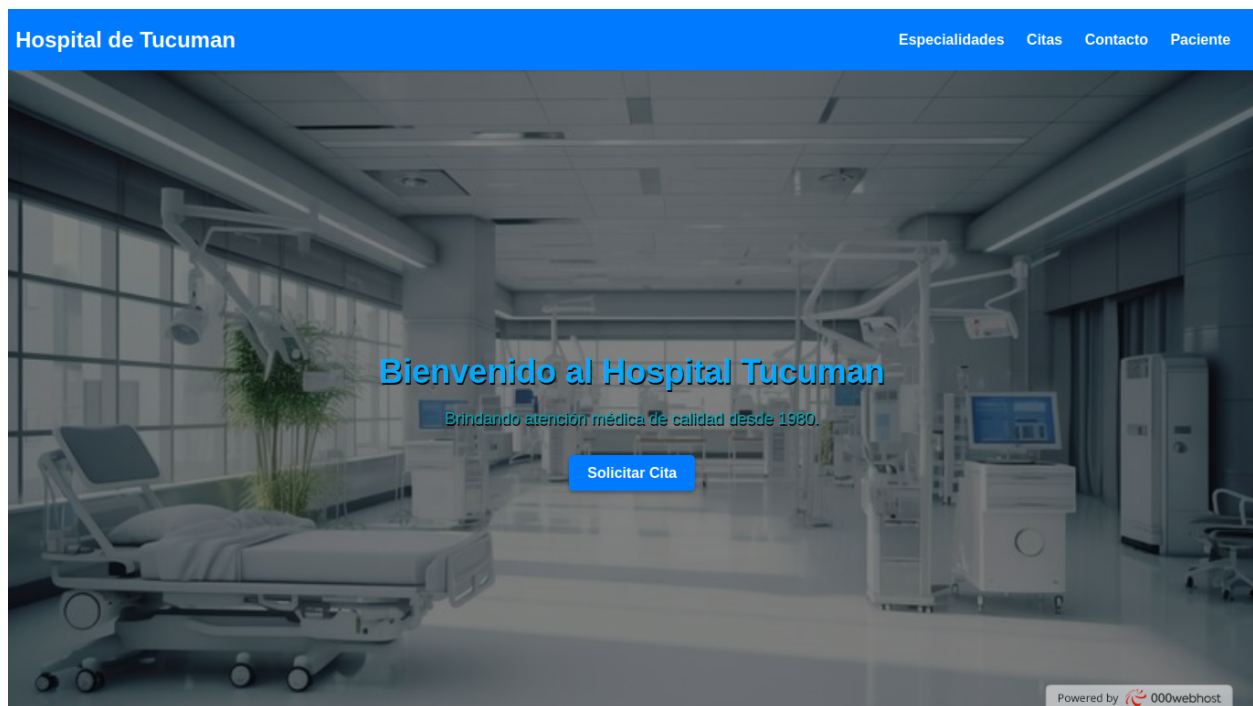 Hospital de Tucuman
Especialidades Citas Contacto Paciente
Bienvenido al Hospital Tucuman
Brindando atención médica de calidad desde 1980.
Solicitar Cita
Powered by 000webhost